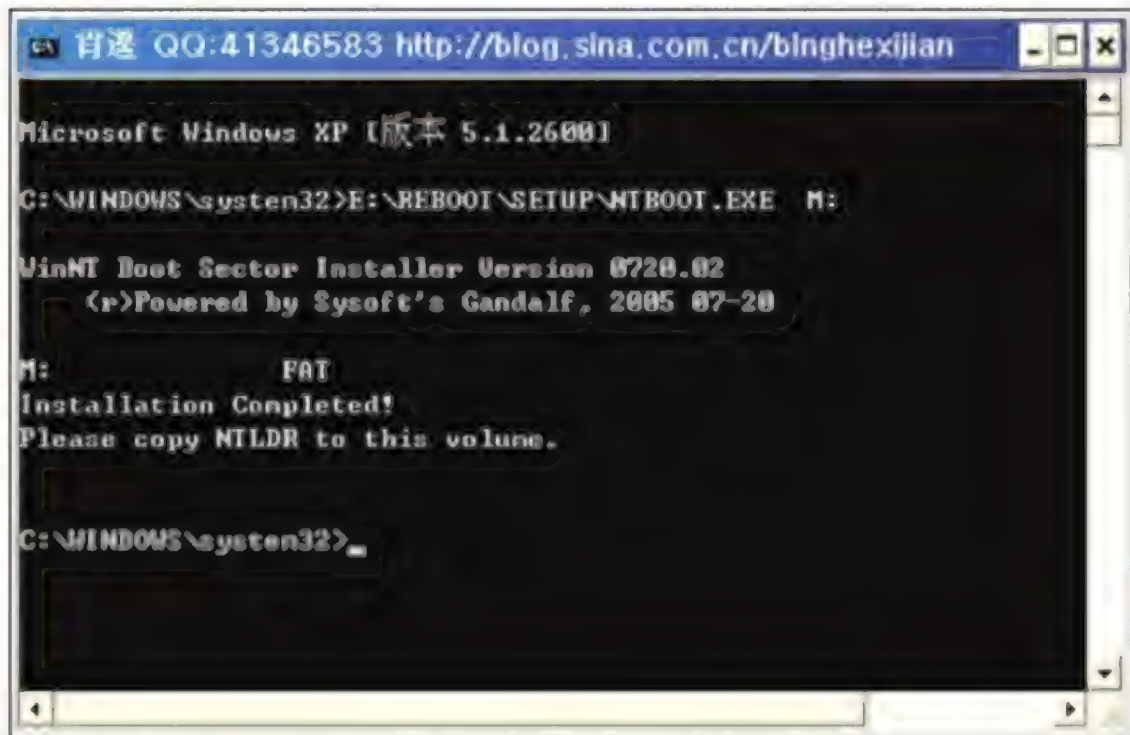 肖遥 QQ:41346583 http://blog.sina.com.cn/binghexijian
Microsoft Windows XP [版本 5.1.2600]
C:\WINDOWS\system32>E:\REBOOT\SETUP\NTBOOT.EXE M:
WinNT Boot Sector Installer Version 0720.02
(r)Powered by Sysoft's Gandalf, 2005 07-20
M: FAT
Installation Completed!
Please copy NTLDR to this volume.
C:\WINDOWS\system32>_